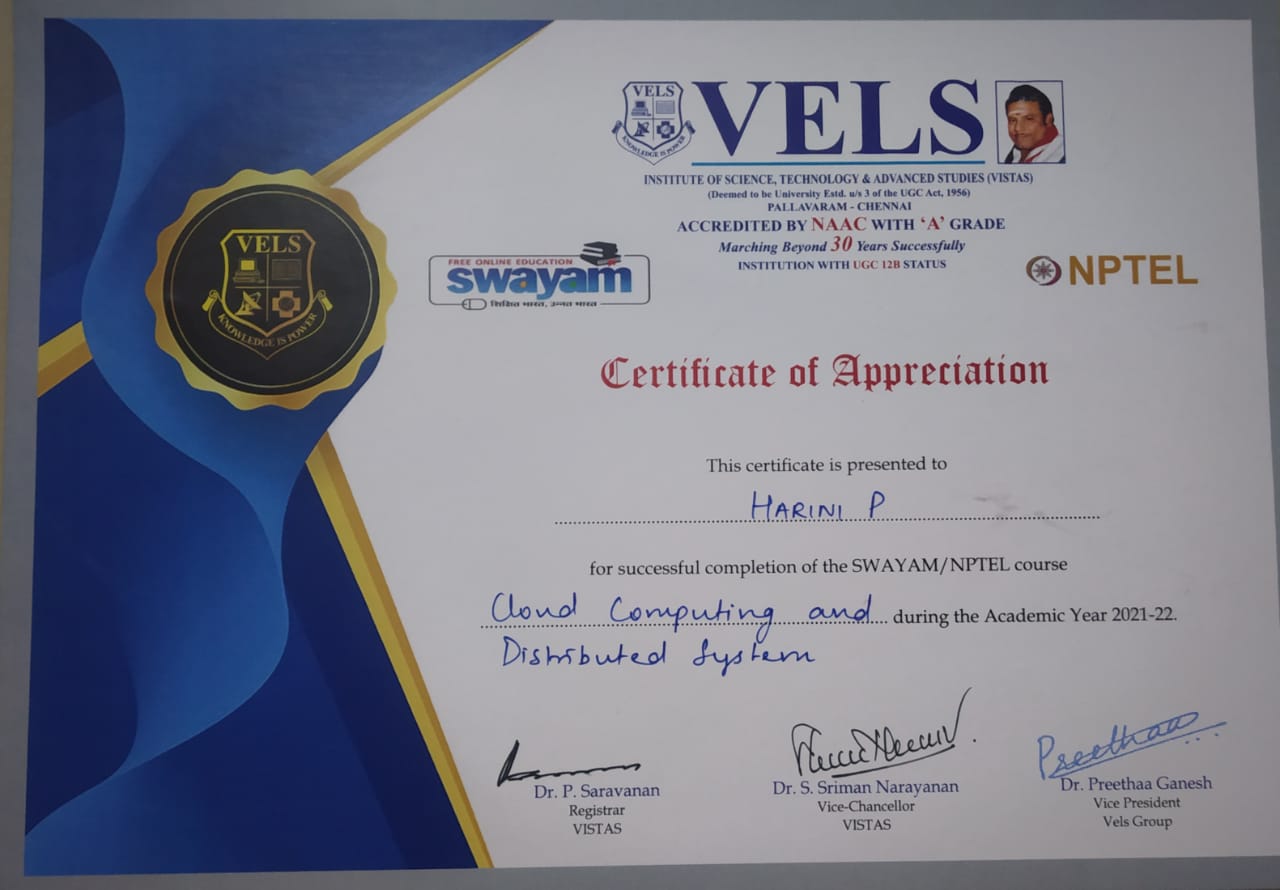 VELS
KNOWLEDGE IS POWER
VELS
INSTITUTE OF SCIENCE, TECHNOLOGY & ADVANCED STUDIES (VISTAS)
(Deemed to be University Estd. u/s 3 of the UGC Act, 1956)
PALLAVARAM - CHENNAI
ACCREDITED BY NAAC WITH ‘A’ GRADE
Marching Beyond 30 Years Successfully
INSTITUTION WITH UGC 12B STATUS
VELS
KNOWLEDGE IS POWER
FREE ONLINE EDUCATION
swayam
शिक्षित भारत, उन्नत भारत
NPTEL
Certificate of Appreciation
This certificate is presented to
HARINI P
for successful completion of the SWAYAM/NPTEL course
Cloud Computing and during the Academic Year 2021-22.
Distributed System
Preethaa
Dr. P. Saravanan
Registrar
VISTAS
Dr. S. Sriman Narayanan
Vice-Chancellor
VISTAS
Dr. Preethaa Ganesh
Vice President
Vels Group